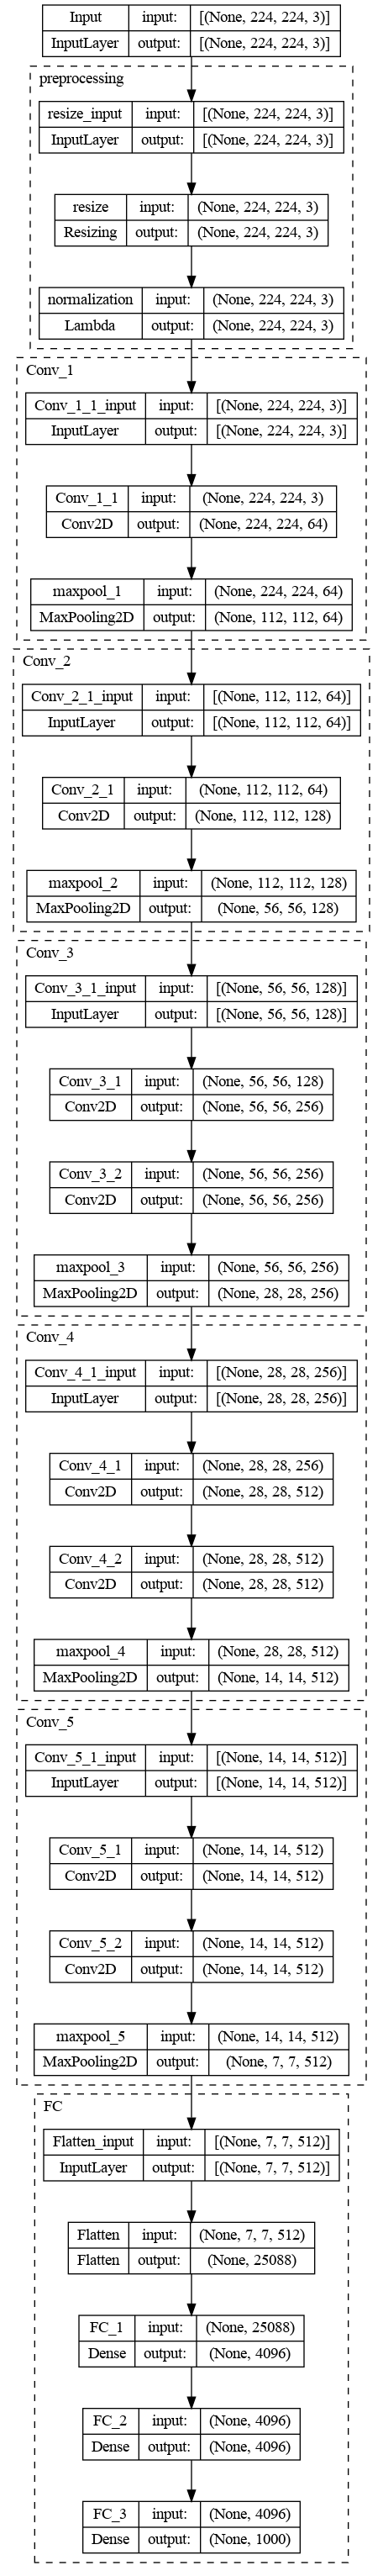 Input input: [(None, 224, 224, 3)]
InputLayer output: [(None, 224, 224, 3)]
preprocessing
resize_input input: [(None, 224, 224, 3)]
InputLayer output: [(None, 224, 224, 3)]
resize input: (None, 224, 224, 3)
Resizing output: (None, 224, 224, 3)
normalization input: (None, 224, 224, 3)
Lambda output: (None, 224, 224, 3)
Conv_1
Conv_1_1_input input: [(None, 224, 224, 3)]
InputLayer output: [(None, 224, 224, 3)]
Conv_1_1 input: (None, 224, 224, 3)
Conv2D output: (None, 224, 224, 64)
maxpool_1 input: (None, 224, 224, 64)
MaxPooling2D output: (None, 112, 112, 64)
Conv_2
Conv_2_1_input input: [(None, 112, 112, 64)]
InputLayer output: [(None, 112, 112, 64)]
Conv_2_1 input: (None, 112, 112, 64)
Conv2D output: (None, 112, 112, 128)
maxpool_2 input: (None, 112, 112, 128)
MaxPooling2D output: (None, 56, 56, 128)
Conv_3
Conv_3_1_input input: [(None, 56, 56, 128)]
InputLayer output: [(None, 56, 56, 128)]
Conv_3_1 input: (None, 56, 56, 128)
Conv2D output: (None, 56, 56, 256)
Conv_3_2 input: (None, 56, 56, 256)
Conv2D output: (None, 56, 56, 256)
maxpool_3 input: (None, 56, 56, 256)
MaxPooling2D output: (None, 28, 28, 256)
Conv_4
Conv_4_1_input input: [(None, 28, 28, 256)]
InputLayer output: [(None, 28, 28, 256)]
Conv_4_1 input: (None, 28, 28, 256)
Conv2D output: (None, 28, 28, 512)
Conv_4_2 input: (None, 28, 28, 512)
Conv2D output: (None, 28, 28, 512)
maxpool_4 input: (None, 28, 28, 512)
MaxPooling2D output: (None, 14, 14, 512)
Conv_5
Conv_5_1_input input: [(None, 14, 14, 512)]
InputLayer output: [(None, 14, 14, 512)]
Conv_5_1 input: (None, 14, 14, 512)
Conv2D output: (None, 14, 14, 512)
Conv_5_2 input: (None, 14, 14, 512)
Conv2D output: (None, 14, 14, 512)
maxpool_5 input: (None, 14, 14, 512)
MaxPooling2D output: (None, 7, 7, 512)
FC
Flatten_input input: [(None, 7, 7, 512)]
InputLayer output: [(None, 7, 7, 512)]
Flatten input: (None, 7, 7, 512)
Flatten output: (None, 25088)
FC_1 input: (None, 25088)
Dense output: (None, 4096)
FC_2 input: (None, 4096)
Dense output: (None, 4096)
FC_3 input: (None, 4096)
Dense output: (None, 1000)